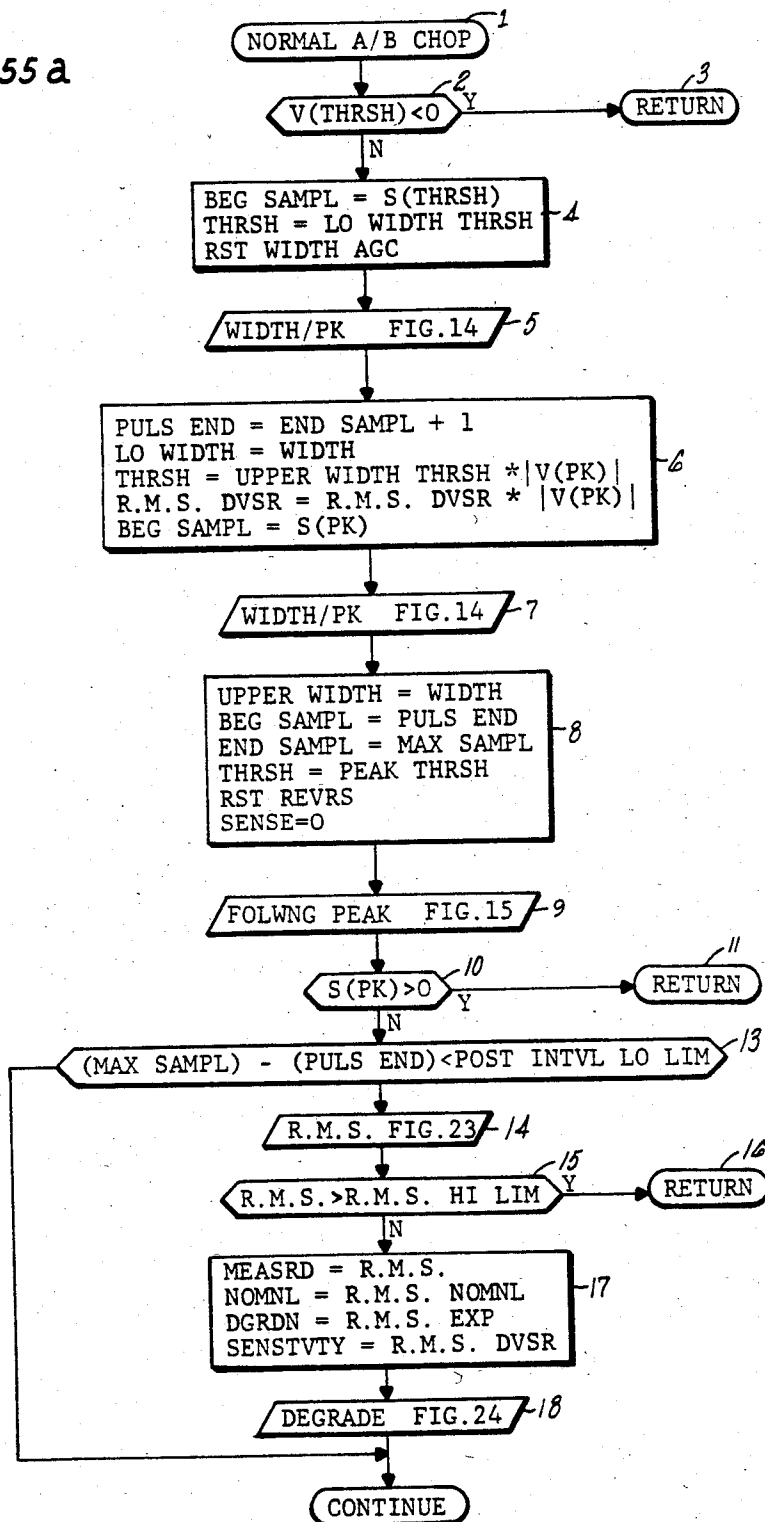 55a
NORMAL A/B CHOP
1
V(THRSH)<0
2
Y
RETURN
3
N
BEG SAMPL = S(THRSH)
THRSH = LO WIDTH THRSH
RST WIDTH AGC
4
WIDTH/PK FIG.14
5
PULS END = END SAMPL + 1
LO WIDTH = WIDTH
THRSH = UPPER WIDTH THRSH *|V(PK)|
R.M.S. DVSR = R.M.S. DVSR * |V(PK)|
BEG SAMPL = S(PK)
6
WIDTH/PK FIG.14
7
UPPER WIDTH = WIDTH
BEG SAMPL = PULS END
END SAMPL = MAX SAMPL
THRSH = PEAK THRSH
RST REVRS
SENSE=0
8
FOLWNG PEAK FIG.15
9
S(PK)>0
10
Y
RETURN
11
N
(MAX SAMPL) - (PULS END)<POST INTVL LO LIM
13
R.M.S. FIG.23
14
R.M.S.>R.M.S. HI LIM
15
Y
RETURN
16
N
MEASRD = R.M.S.
NOMNL = R.M.S. NOMNL
DGRDN = R.M.S. EXP
SENSTVTY = R.M.S. DVSR
17
DEGRADE FIG.24
18
CONTINUE